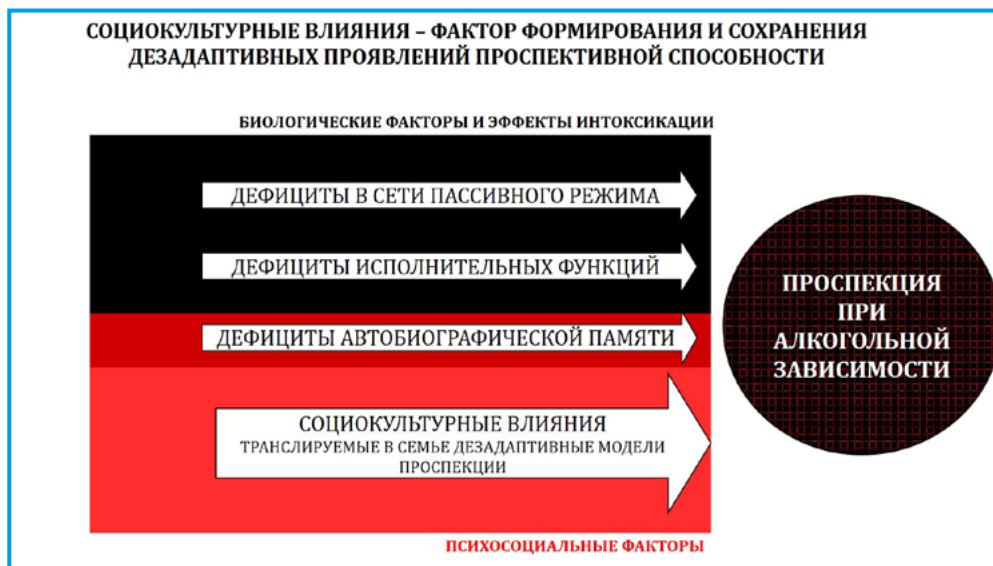 СОЦИОКУЛЬТУРНЫЕ ВЛИЯНИЯ – ФАКТОР ФОРМИРОВАНИЯ И СОХРАНЕНИЯ
ДЕЗАДАПТИВНЫХ ПРОЯВЛЕНИЙ ПРОСПЕКТИВНОЙ СПОСОБНОСТИ
БИОЛОГИЧЕСКИЕ ФАКТОРЫ И ЭФФЕКТЫ ИНТОКСИКАЦИИ
ДЕФИЦИТЫ В СЕТИ ПАССИВНОГО РЕЖИМА
ДЕФИЦИТЫ ИСПОЛНИТЕЛЬНЫХ ФУНКЦИЙ
ДЕФИЦИТЫ АВТОБИОГРАФИЧЕСКОЙ ПАМЯТИ
СОЦИОКУЛЬТУРНЫЕ ВЛИЯНИЯ
ТРАНСЛИРУЕМЫЕ В СЕМЬЕ ДЕЗАДАПТИВНЫЕ МОДЕЛИ
ПРОСПЕКЦИИ
ПСИХОСОЦИАЛЬНЫЕ ФАКТОРЫ
ПРОСПЕКЦИЯ
ПРИ
АЛКОГОЛЬНОЙ
ЗАВИСИМОСТИ